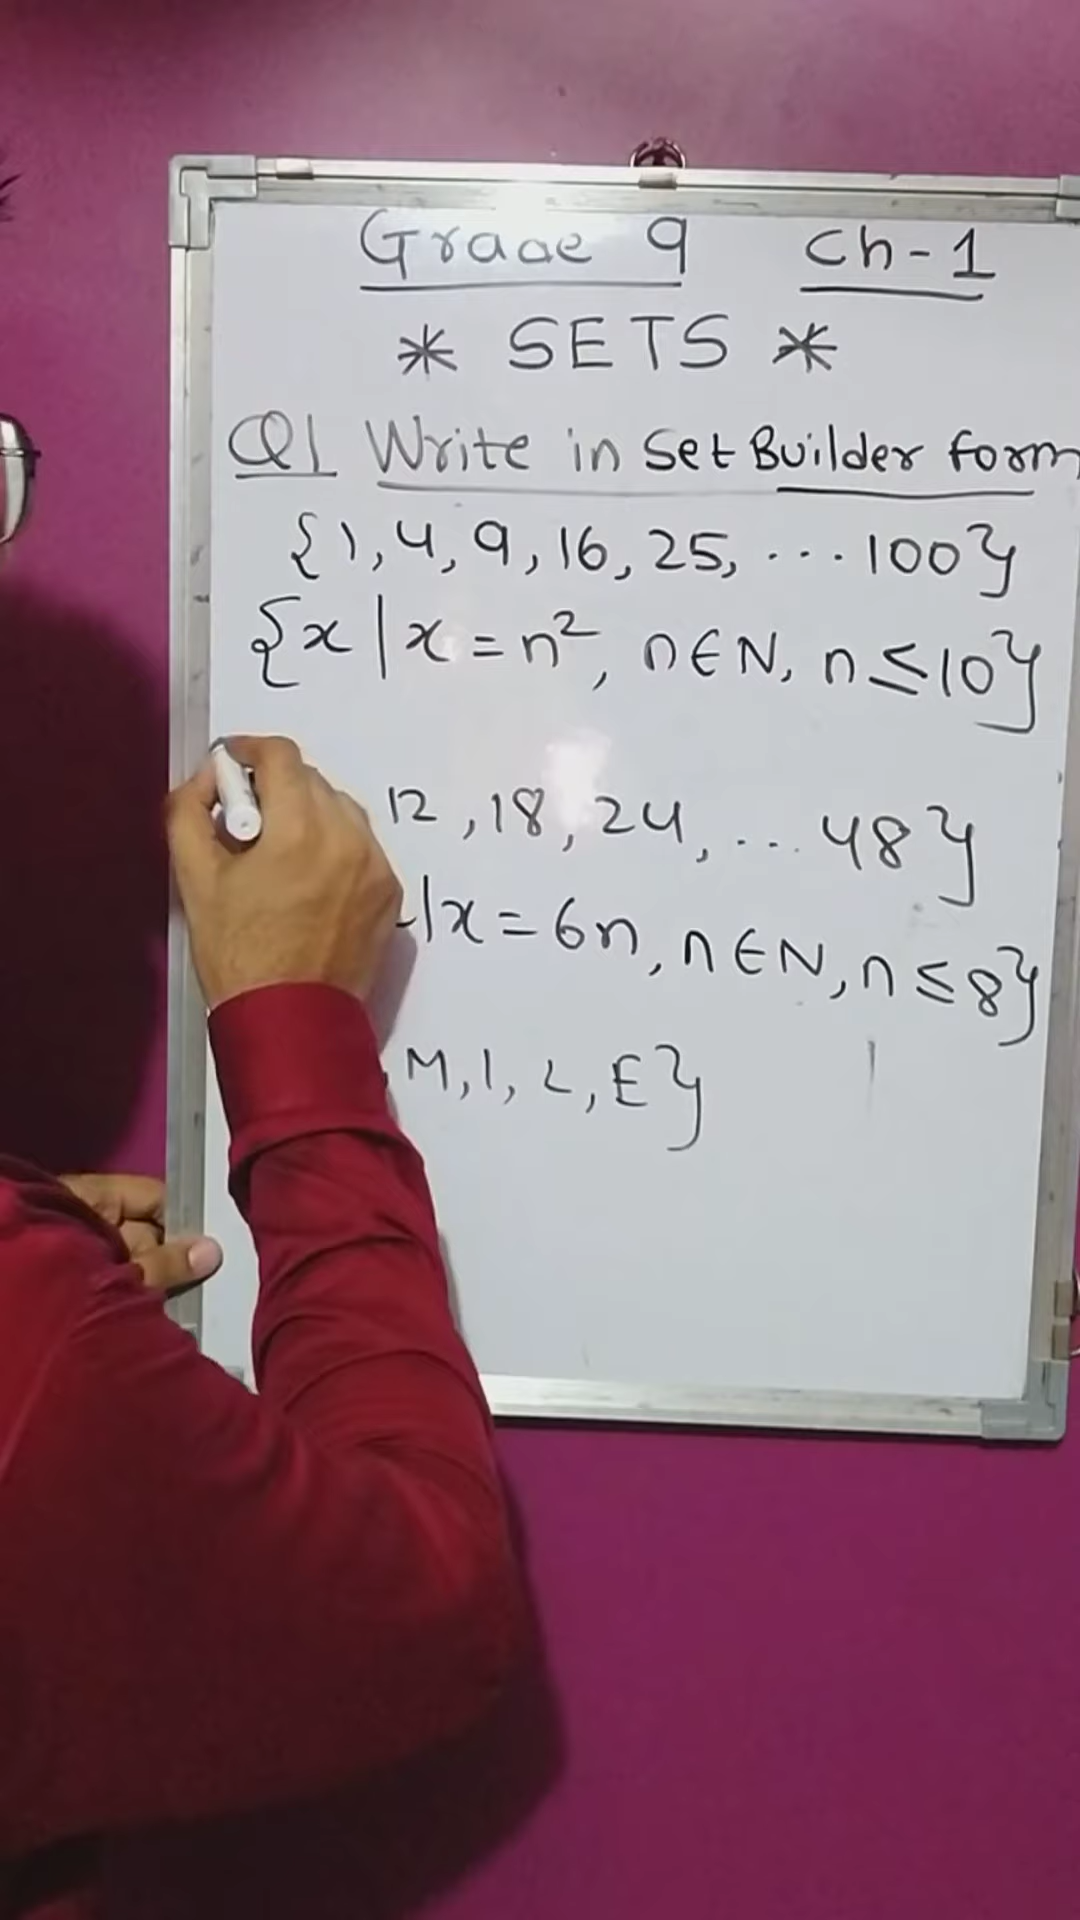 Grade 9 Ch-1
* SETS *
Q1 Write in Set Builder form
{1, 4, 9, 16, 25, ... 100}
{x | x = n², n ∈ N, n ≤ 10}
12, 18, 24, ... 48}
| x = 6n, n ∈ N, n ≤ 8}
M, I, L, E}